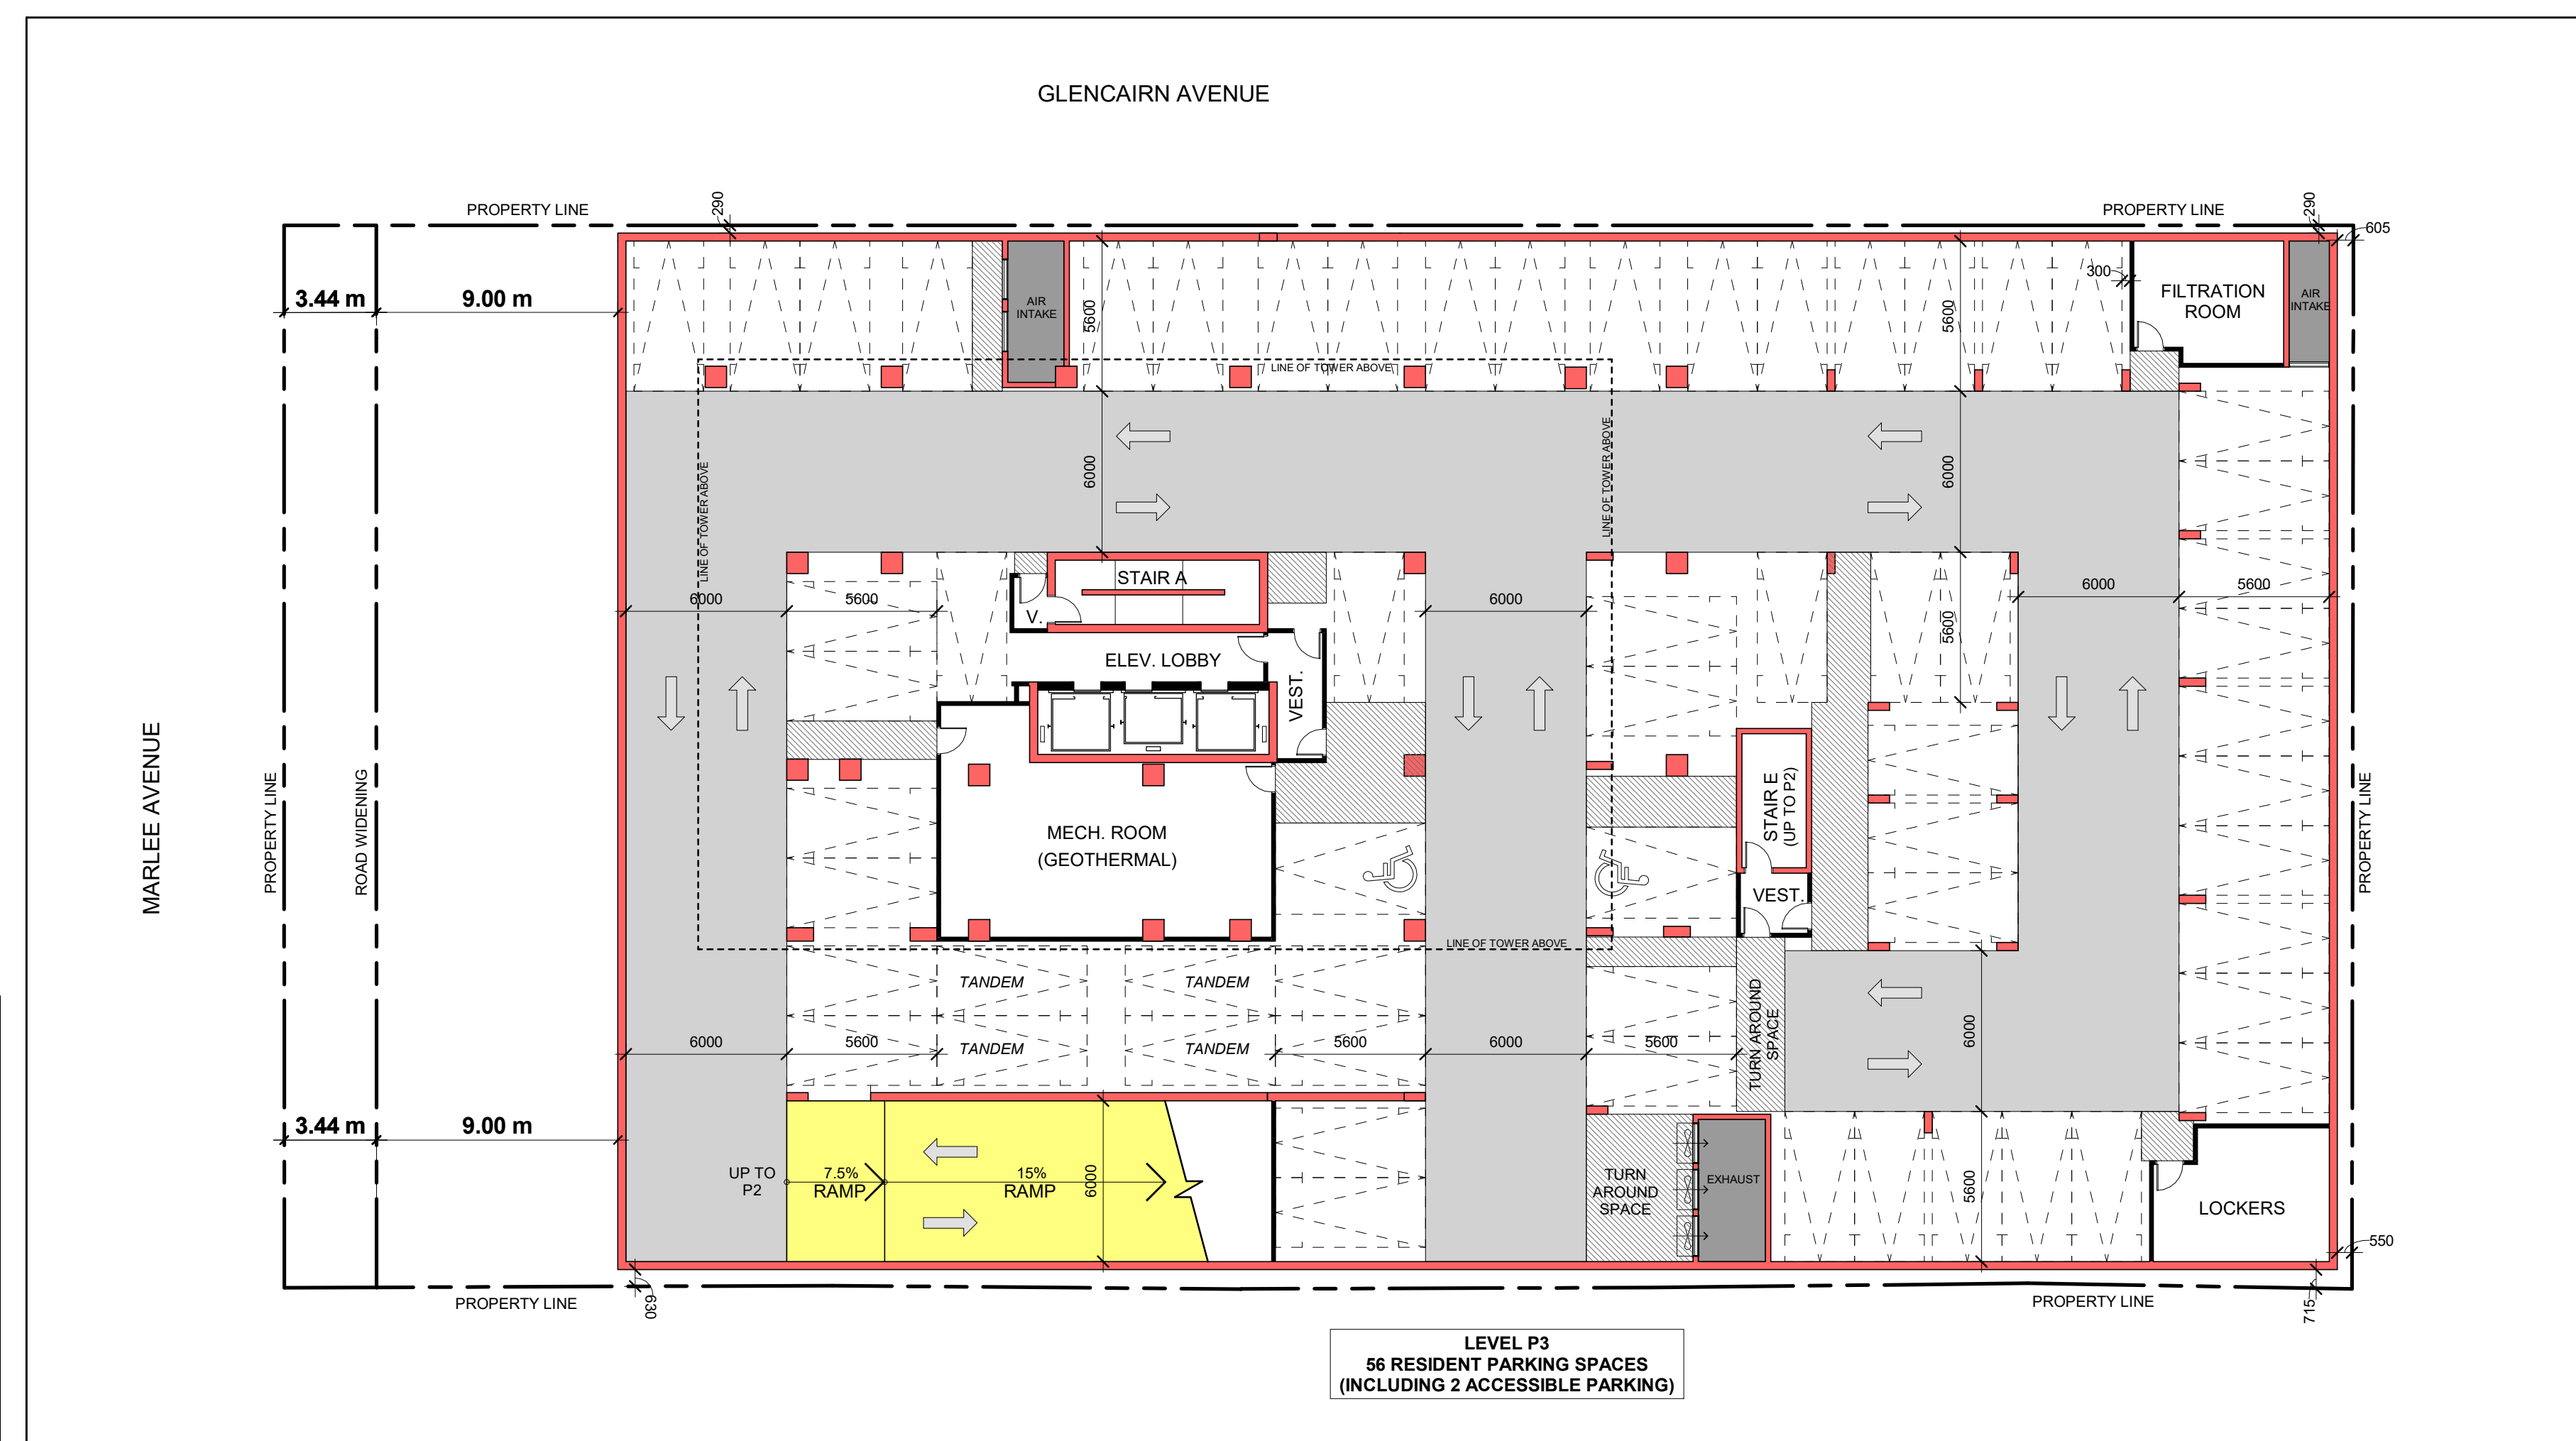 GLENCAIRN AVENUE
PROPERTY LINE
290
PROPERTY LINE
290
605
3.44 m
9.00 m
AIR
INTAKE
5600
5600
300
FILTRATION
ROOM
AIR
INTAKE
LINE OF TOWER ABOVE
LINE OF TOWER ABOVE
LINE OF TOWER ABOVE
6000
6000
STAIR A
V.
6000
5600
6000
5600
6000
5600
ELEV. LOBBY
VEST.
MARLEE AVENUE
PROPERTY LINE
ROAD WIDENING
MECH. ROOM
(GEOTHERMAL)
STAIR E
(UP TO P2)
VEST.
PROPERTY LINE
LINE OF TOWER ABOVE
TANDEM
TANDEM
TANDEM
TANDEM
6000
5600
5600
6000
5600
TURN AROUND
SPACE
6000
3.44 m
9.00 m
UP TO
P2
7.5%
RAMP
15%
RAMP
6000
TURN
AROUND
SPACE
EXHAUST
5600
LOCKERS
550
PROPERTY LINE
630
PROPERTY LINE
715
LEVEL P3
56 RESIDENT PARKING SPACES
(INCLUDING 2 ACCESSIBLE PARKING)